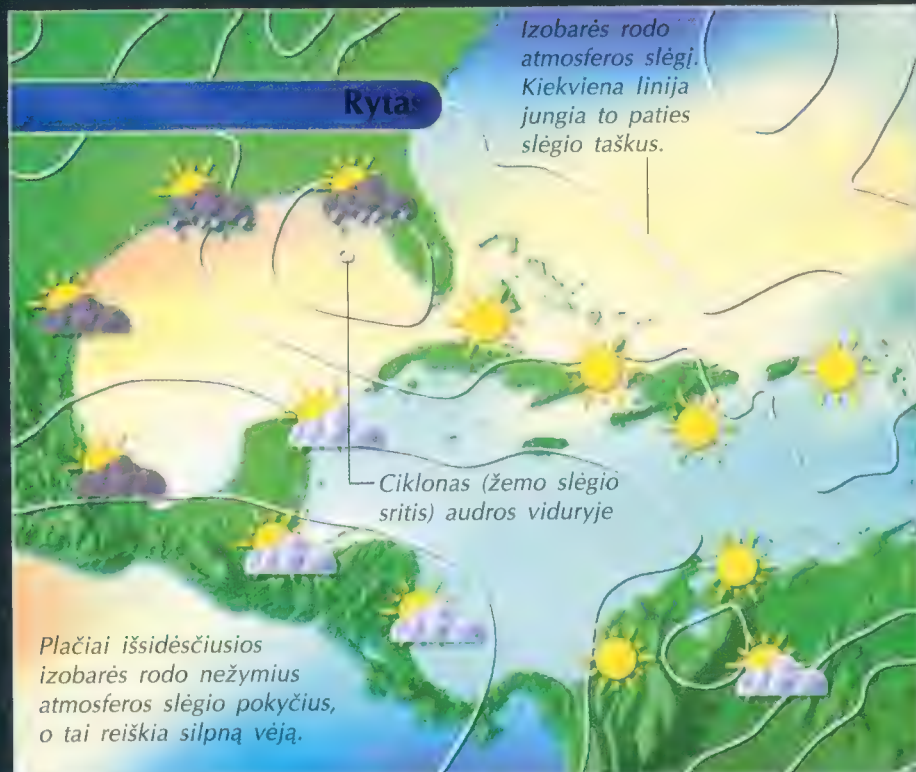 Izobarės rodo
atmosferos slėgį.
Kiekviena linija
jungia to paties
slėgio taškus.
Rytas
Ciklonas (žemo slėgio
sritis) audros viduryje
Plačiai išsidėsčiusios
izobarės rodo nežymius
atmosferos slėgio pokyčius,
o tai reiškia silpną vėją.